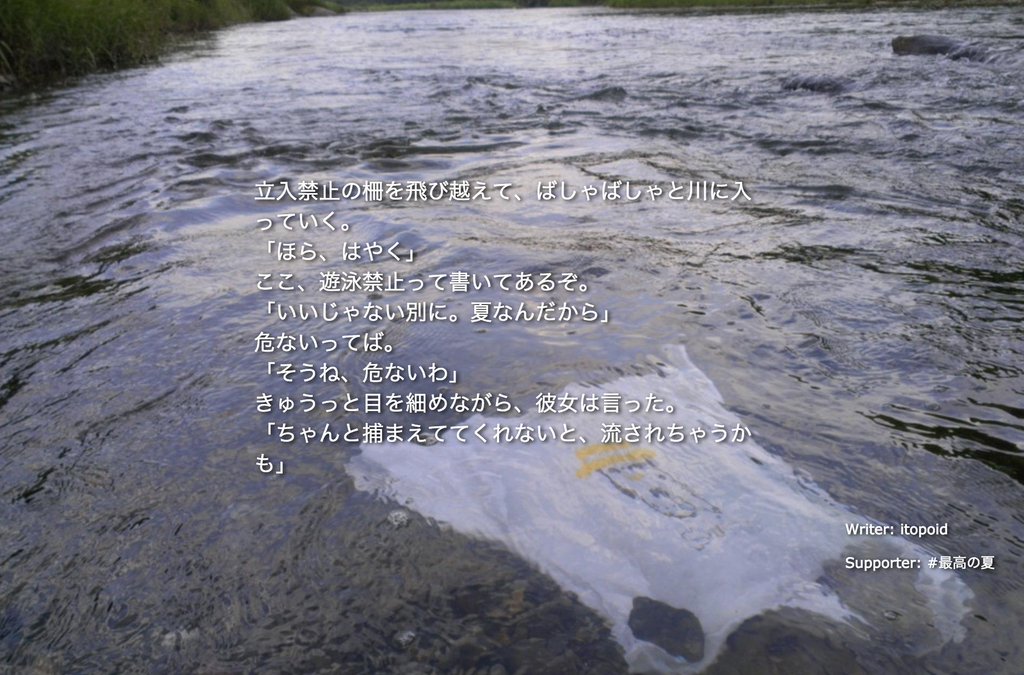 立入禁止の柵を飛び越えて、ばしゃばしゃと川に入
っていく。
「ほら、はやく」
ここ、遊泳禁止って書いてあるぞ。
「いいじゃない別に。夏なんだから」
危ないってば。
「そうね、危ないわ」
きゅうっと目を細めながら、彼女は言った。
「ちゃんと捕まえててくれないと、流されちゃうか
も」
Writer: itopoid
Supporter: #最高の夏